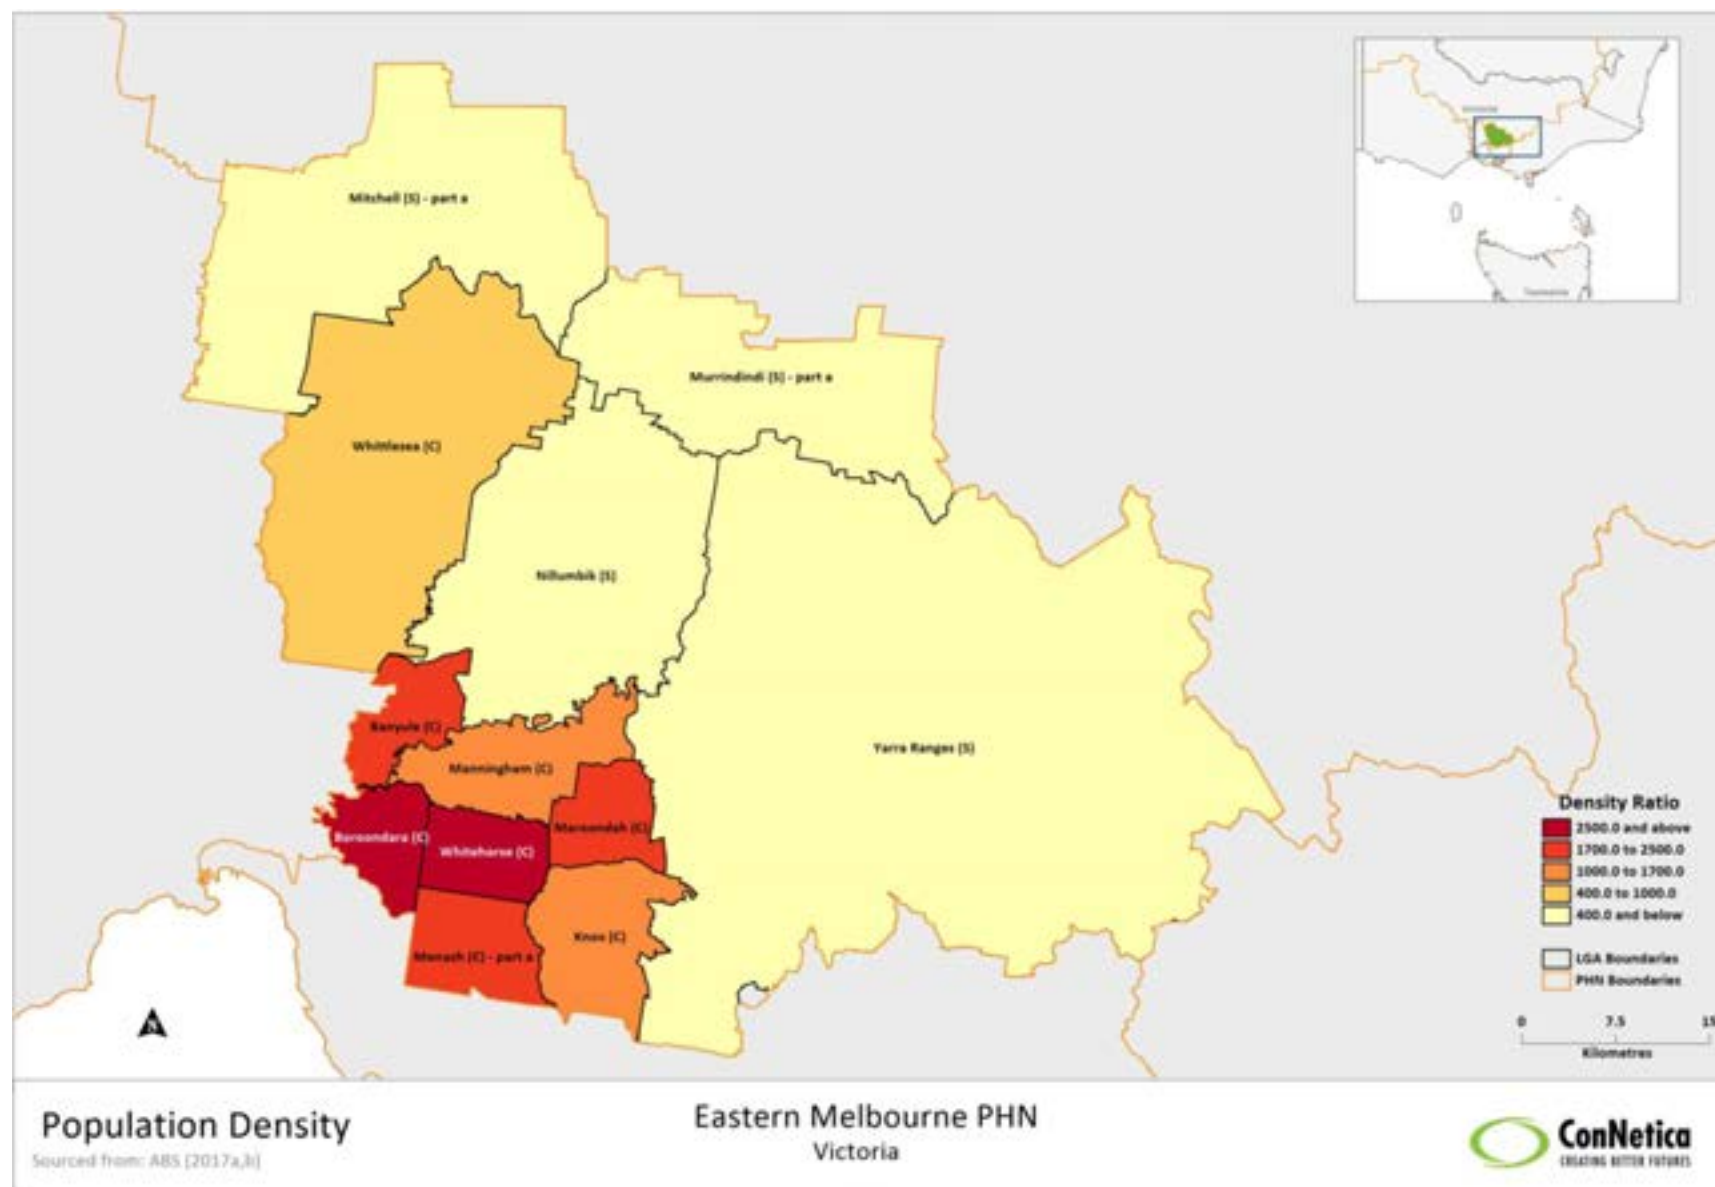 Tasmania
Mitchell (S) - part a
Murrindindi (S) - part a
Whittlesea (C)
Nillumbik (S)
Banyule (C)
Yarra Ranges (S)
Manningham (C)
Maroondah (C)
Boroondara (C)
Whitehorse (C)
Knox (C)
Monash (C) - part a
Density Ratio
2500.0 and above
1700.0 to 2500.0
1000.0 to 1700.0
400.0 to 1000.0
400.0 and below
LGA Boundaries
PHN Boundaries
0 7.5 15
Kilometres
N
Population Density
Sourced from: ABS (2017a,b)
Eastern Melbourne PHN
Victoria
ConNetica
CREATING BETTER FUTURES